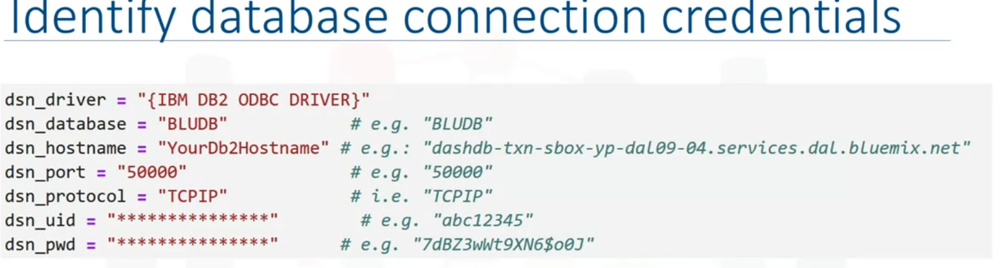 Identify database connection credentials
dsn_driver = "{IBM DB2 ODBC DRIVER}"
dsn_database = "BLUDB" # e.g. "BLUDB"
dsn_hostname = "YourDb2Hostname" # e.g.: "dashdb-txn-sbox-yp-dal09-04.services.dal.bluemix.net"
dsn_port = "50000" # e.g. "50000"
dsn_protocol = "TCPIP" # i.e. "TCPIP"
dsn_uid = "***************" # e.g. "abc12345"
dsn_pwd = "***************" # e.g. "7dBZ3wWt9XN6$o0J"